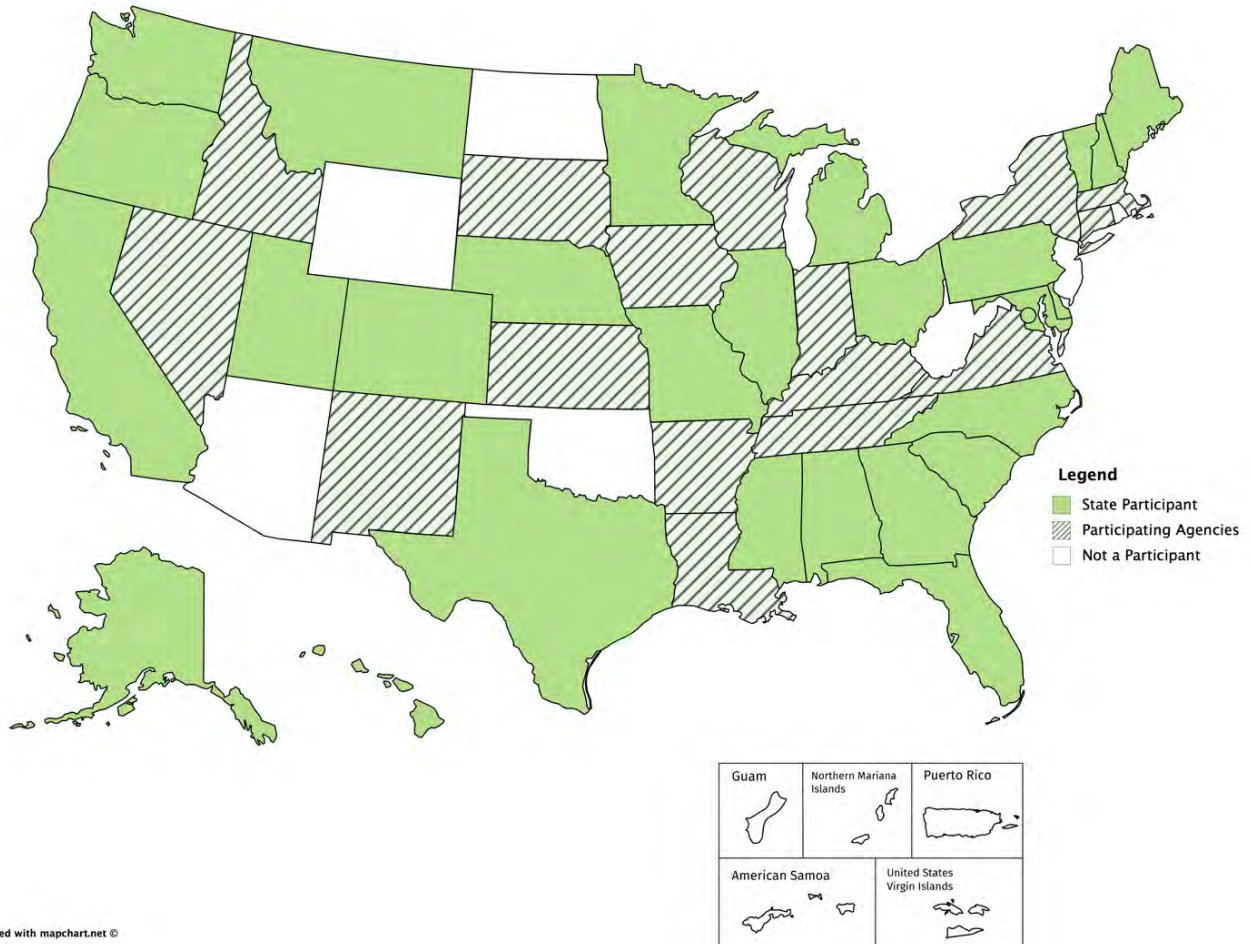 Legend
State Participant
Participating Agencies
Not a Participant
Guam
Northern Mariana
Islands
Puerto Rico
American Samoa
United States
Virgin Islands
ed with mapchart.net ©